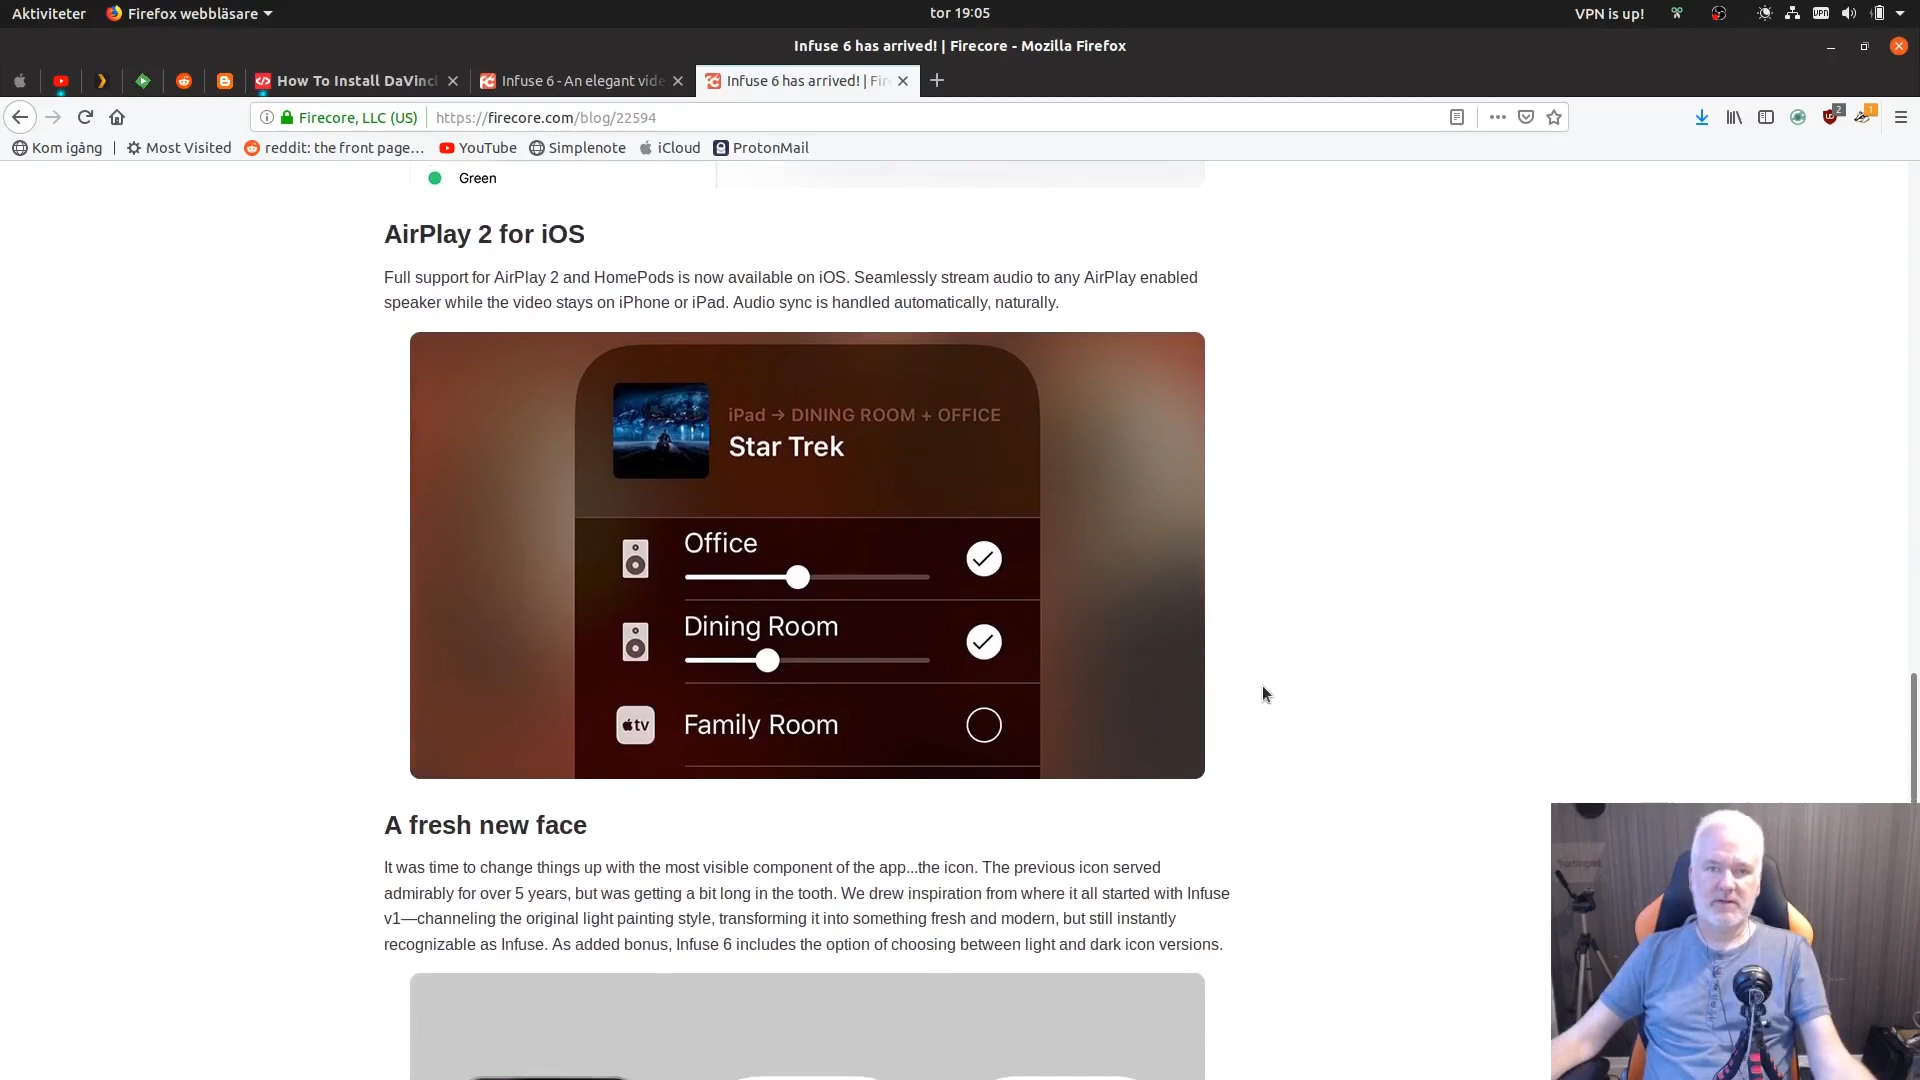 Aktiviteter Firefox webbläsare tor 19:05 VPN is up! VPN
Infuse 6 has arrived! | Firecore - Mozilla Firefox
How To Install DaVinci Infuse 6 - An elegant vide Infuse 6 has arrived! | Fir
Firecore, LLC (US) https://firecore.com/blog/22594 2 1
Kom igång Most Visited reddit: the front page... YouTube Simplenote iCloud ProtonMail
Green
AirPlay 2 for iOS
Full support for AirPlay 2 and HomePods is now available on iOS. Seamlessly stream audio to any AirPlay enabled
speaker while the video stays on iPhone or iPad. Audio sync is handled automatically, naturally.
iPad → DINING ROOM + OFFICE
Star Trek
Office
Dining Room
tv Family Room
A fresh new face
It was time to change things up with the most visible component of the app...the icon. The previous icon served
admirably for over 5 years, but was getting a bit long in the tooth. We drew inspiration from where it all started with Infuse
v1—channeling the original light painting style, transforming it into something fresh and modern, but still instantly
recognizable as Infuse. As added bonus, Infuse 6 includes the option of choosing between light and dark icon versions.